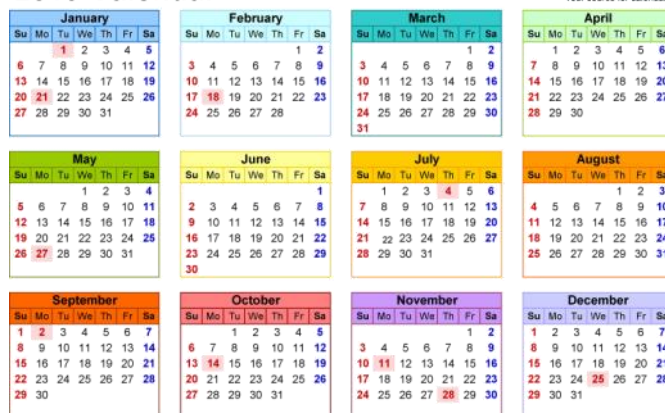 January February March April
Su Mo Tu We Th Fr Sa Su Mo Tu We Th Fr Sa Su Mo Tu We Th Fr Sa Su Mo Tu We Th Fr Sa
1 2 3 4 5 1 2 1 2 1 2 3 4 5 6
6 7 8 9 10 11 12 3 4 5 6 7 8 9 3 4 5 6 7 8 9 7 8 9 10 11 12 13
13 14 15 16 17 18 19 10 11 12 13 14 15 16 10 11 12 13 14 15 16 14 15 16 17 18 19 20
20 21 22 23 24 25 26 17 18 19 20 21 22 23 17 18 19 20 21 22 23 21 22 23 24 25 26 27
27 28 29 30 31 24 25 26 27 28 24 25 26 27 28 29 30 28 29 30
31
May June July August
Su Mo Tu We Th Fr Sa Su Mo Tu We Th Fr Sa Su Mo Tu We Th Fr Sa Su Mo Tu We Th Fr Sa
1 2 3 4 1 1 2 3 4 5 6 1 2 3
5 6 7 8 9 10 11 2 3 4 5 6 7 8 7 8 9 10 11 12 13 4 5 6 7 8 9 10
12 13 14 15 16 17 18 9 10 11 12 13 14 15 14 15 16 17 18 19 20 11 12 13 14 15 16 17
19 20 21 22 23 24 25 16 17 18 19 20 21 22 21 22 23 24 25 26 27 18 19 20 21 22 23 24
26 27 28 29 30 31 23 24 25 26 27 28 29 28 29 30 31 25 26 27 28 29 30 31
30
September October November December
Su Mo Tu We Th Fr Sa Su Mo Tu We Th Fr Sa Su Mo Tu We Th Fr Sa Su Mo Tu We Th Fr Sa
1 2 3 4 5 6 7 1 2 3 4 5 1 2 1 2 3 4 5 6 7
8 9 10 11 12 13 14 6 7 8 9 10 11 12 3 4 5 6 7 8 9 8 9 10 11 12 13 14
15 16 17 18 19 20 21 13 14 15 16 17 18 19 10 11 12 13 14 15 16 15 16 17 18 19 20 21
22 23 24 25 26 27 28 20 21 22 23 24 25 26 17 18 19 20 21 22 23 22 23 24 25 26 27 28
29 30 27 28 29 30 31 24 25 26 27 28 29 30 29 30 31